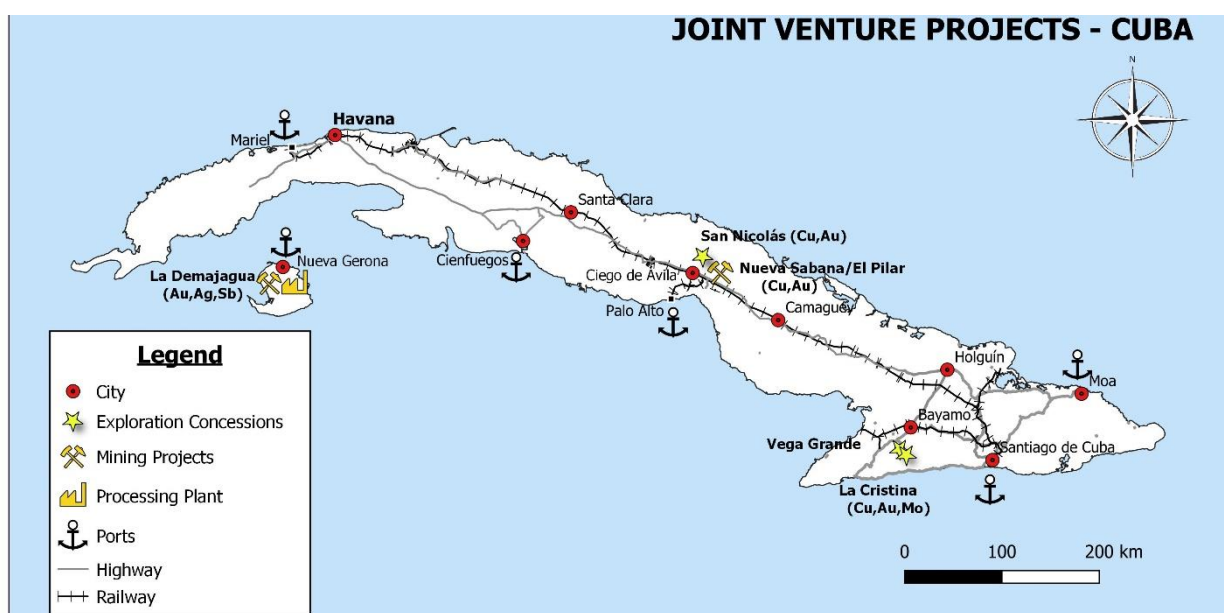 JOINT VENTURE PROJECTS - CUBA
N
Havana
Mariel
Santa Clara
San Nicolás (Cu,Au)
Nueva Gerona
Cienfuegos
Ciego de Ávila
Nueva Sabana/El Pilar
(Cu,Au)
La Demajagua
(Au,Ag,Sb)
Palo Alto
Camaguey
Holguín
Moa
Bayamo
Vega Grande
Santiago de Cuba
La Cristina
(Cu,Au,Mo)
Legend
City
Exploration Concessions
Mining Projects
Processing Plant
Ports
Highway
Railway
0 100 200 km